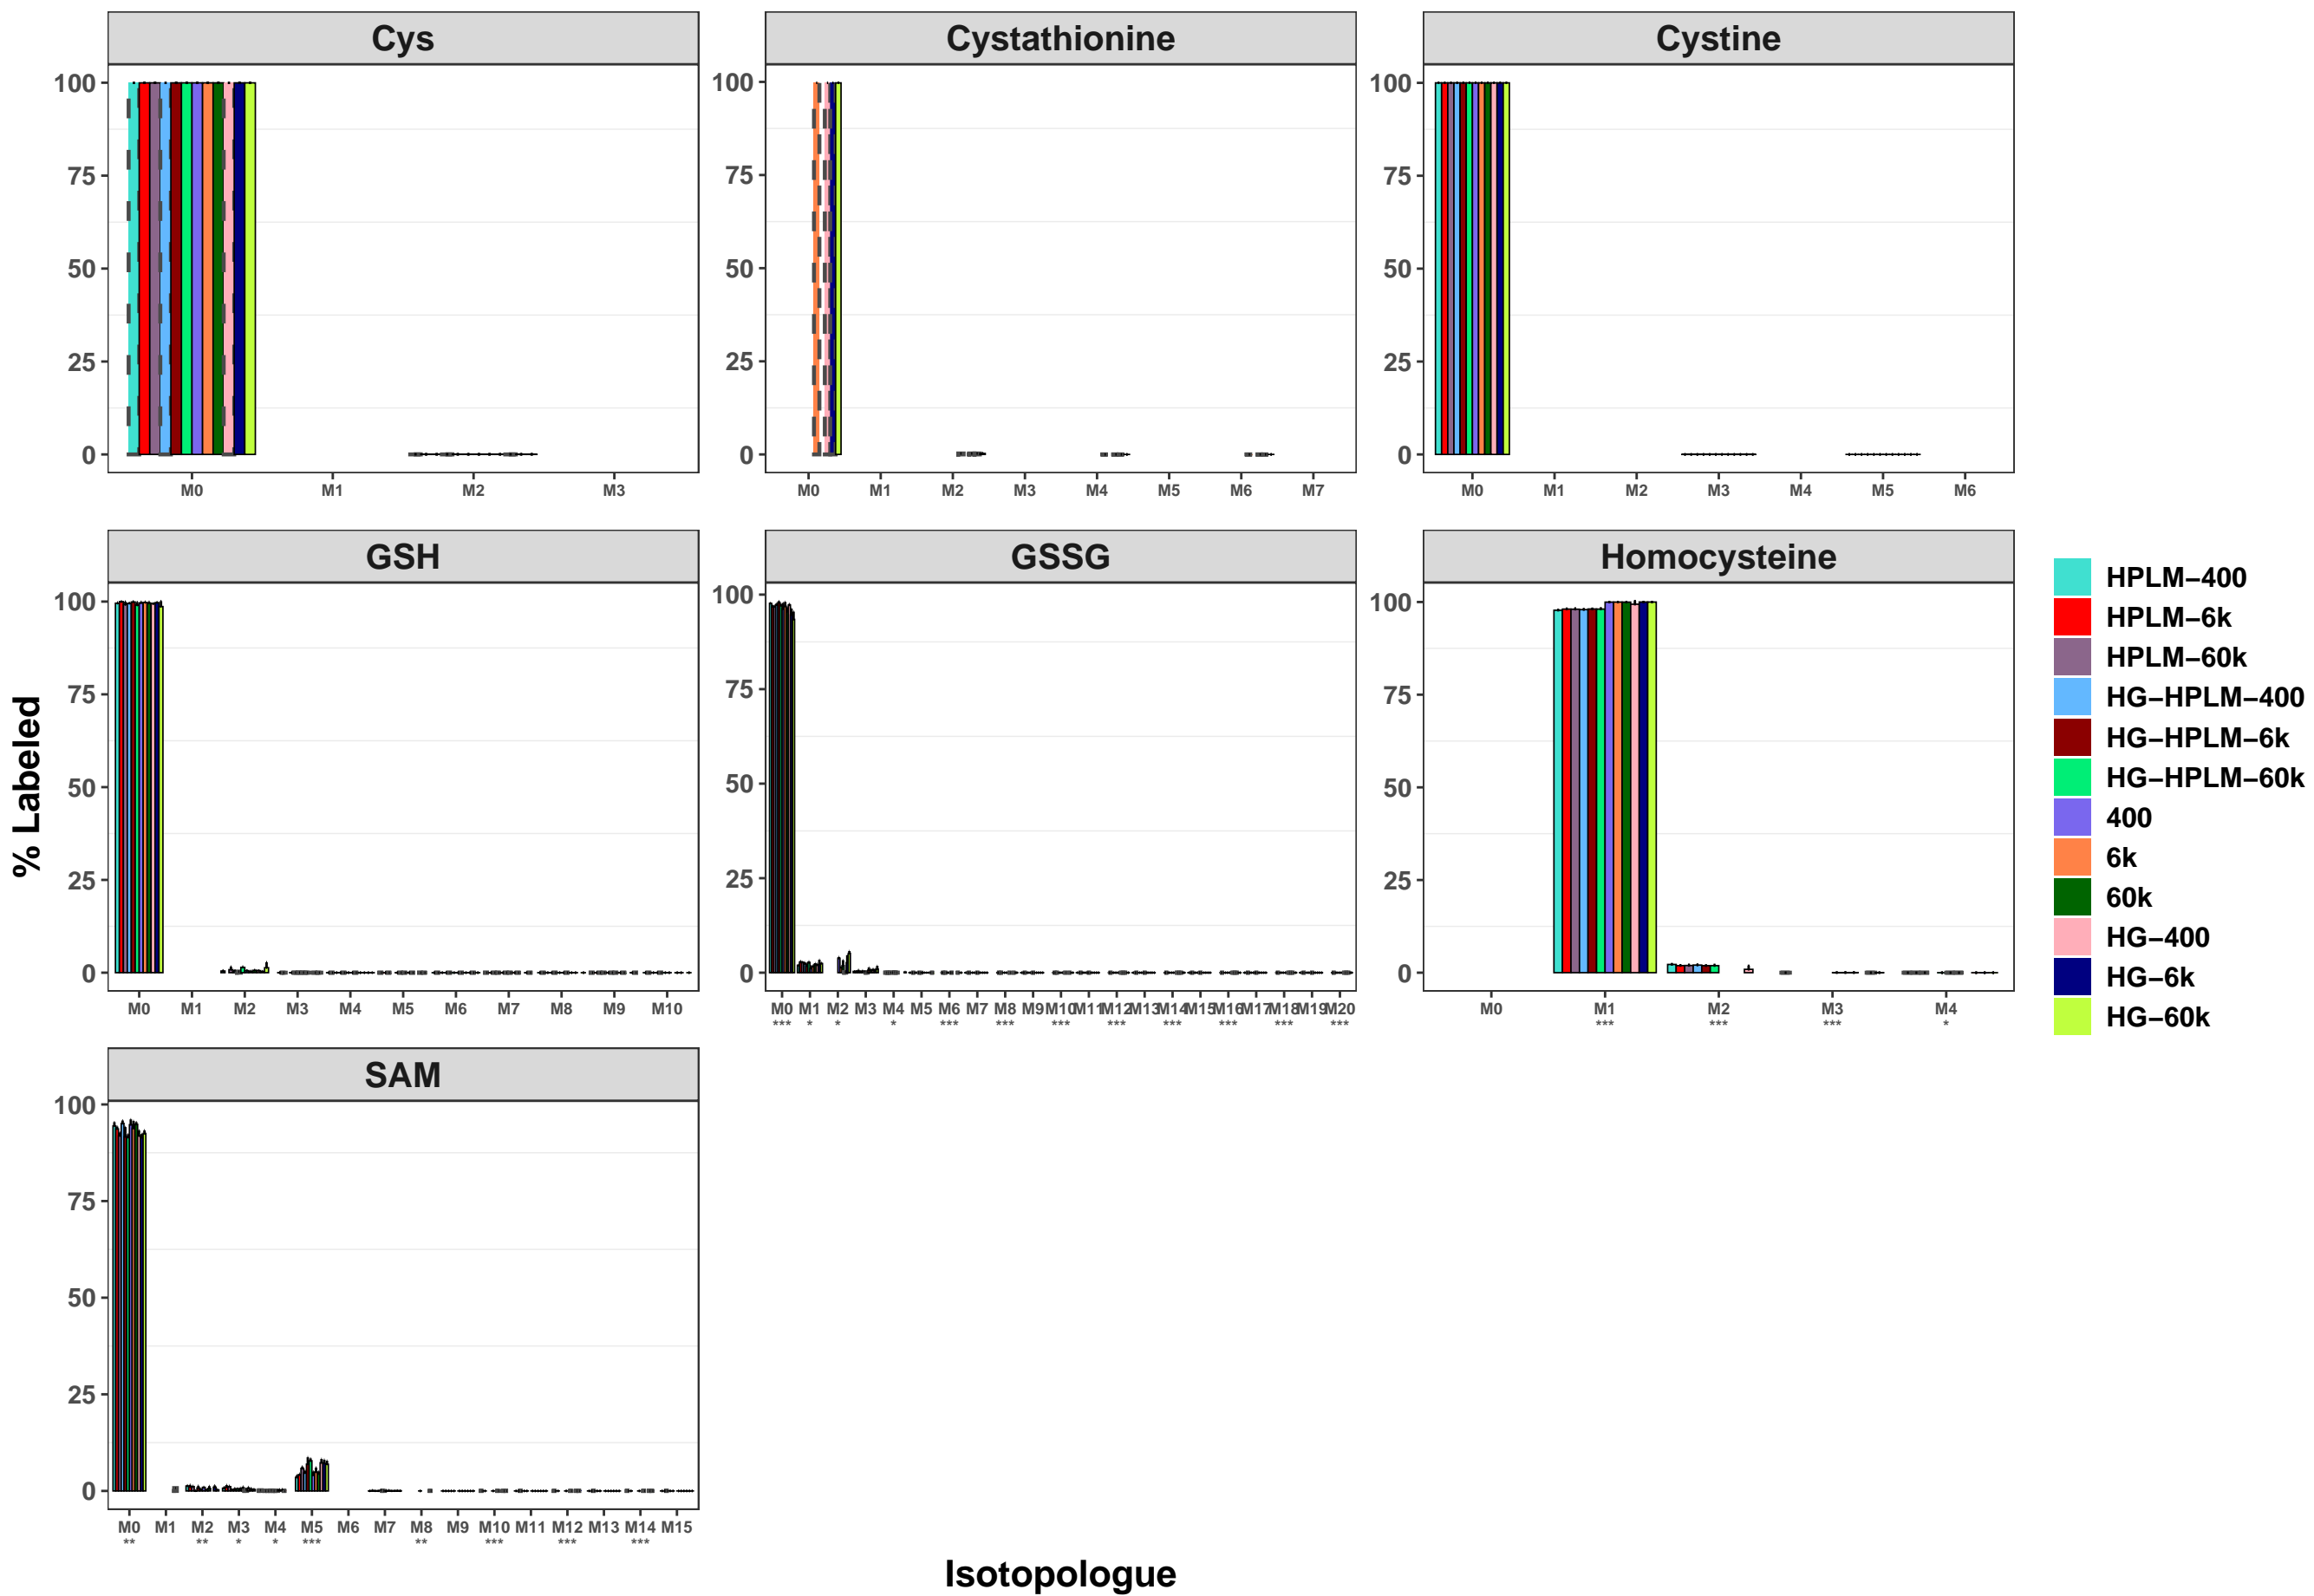 Cys
Cystathionine
Cystine
100
75
50
25
0
M0 M1 M2 M3
100
75
50
25
0
M0 M1 M2 M3 M4 M5 M6 M7
100
75
50
25
0
M0 M1 M2 M3 M4 M5 M6
GSH
GSSG
Homocysteine
100
75
50
25
0
M0 M1 M2 M3 M4 M5 M6 M7 M8 M9 M10
100
75
50
25
0
M0 M1 M2 M3 M4 M5 M6 M7 M8 M9 M10 M11 M12 M13 M14 M15 M16 M17 M18 M19 M20
*** * * * *** *** *** *** *** *** *** ***
100
75
50
25
0
M0 M1 M2 M3 M4
*** *** *** *
SAM
100
75
50
25
0
M0 M1 M2 M3 M4 M5 M6 M7 M8 M9 M10 M11 M12 M13 M14 M15
** ** * * *** ** *** *** ***
% Labeled
Isotopologue
HPLM−400
HPLM−6k
HPLM−60k
HG−HPLM−400
HG−HPLM−6k
HG−HPLM−60k
400
6k
60k
HG−400
HG−6k
HG−60k